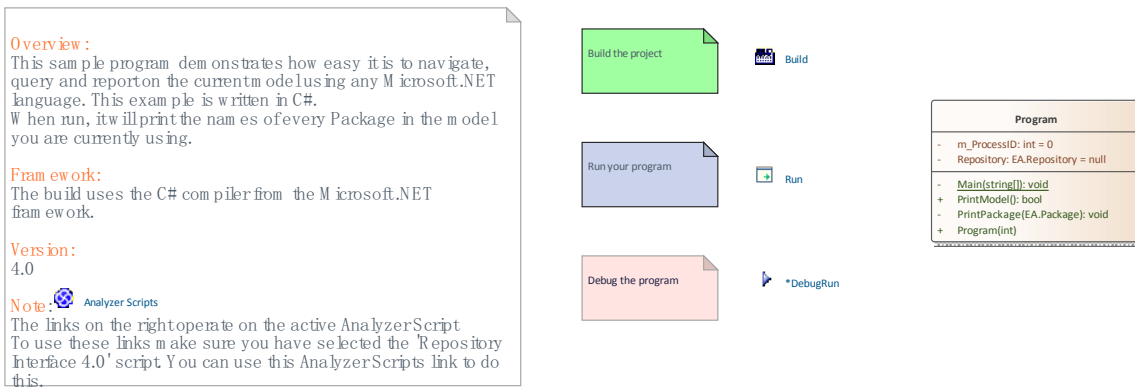 Overview:
This sample program demonstrates how easy it is to navigate,
query and report on the current model using any Microsoft.NET
language. This example is written in C#.
When run, it will print the names of every Package in the model
you are currently using.
Framework:
The build uses the C# compiler from the Microsoft.NET
framework.
Version:
4.0
Note: Analyzer Scripts
The links on the right operate on the active Analyzer Script
To use these links make sure you have selected the 'Repository
Interface 4.0' script. You can use this Analyzer Scripts link to do
this.
Build the project
Build
Run your program
Run
Debug the program
*DebugRun
Program
- m_ProcessID: int = 0
- Repository: EA.Repository = null
- Main(string[]): void
+ PrintModel(): bool
- PrintPackage(EA.Package): void
+ Program(int)